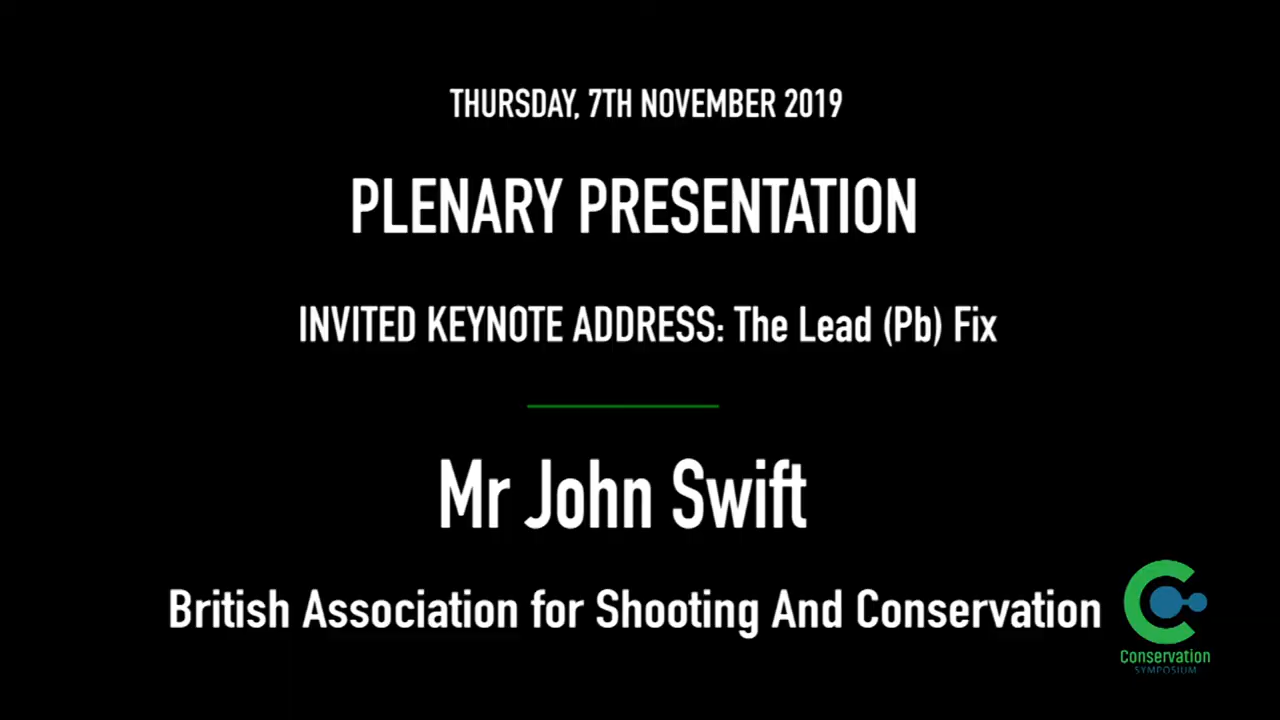 THURSDAY, 7TH NOVEMBER 2019
PLENARY PRESENTATION
INVITED KEYNOTE ADDRESS: The Lead (Pb) Fix
Mr John Swift
British Association for Shooting And Conservation
Conservation
SYMPOSIUM